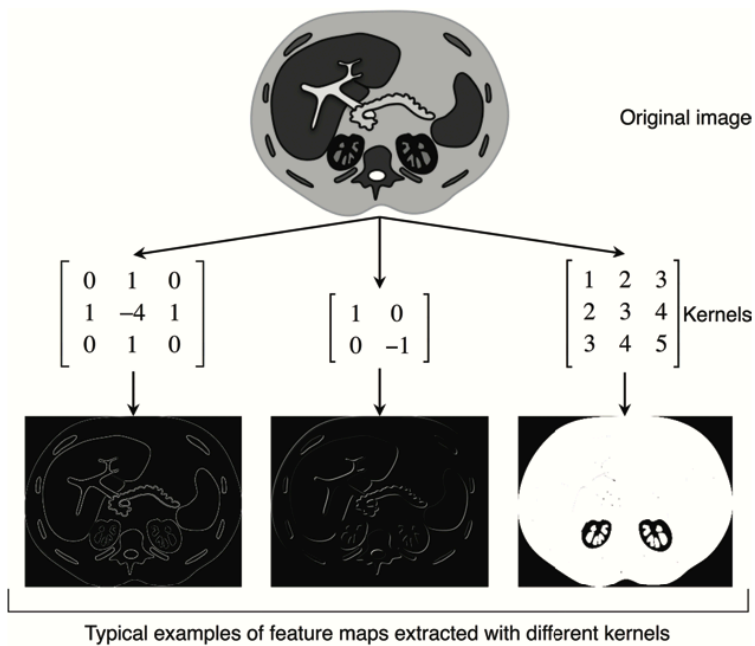 Original image
0 1 0
1 −4 1
0 1 0
1 0
0 −1
1 2 3
2 3 4
3 4 5
Kernels
Typical examples of feature maps extracted with different kernels